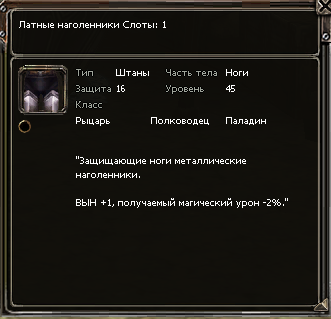 Латные наголенники Слоты: 1
Тип Штаны Часть тела Ноги
Защита 16 Уровень 45
Класс
Рыцарь Полководец Паладин
"Защищающие ноги металлические
наголенники.
ВЫН +1, получаемый магический урон -2%."